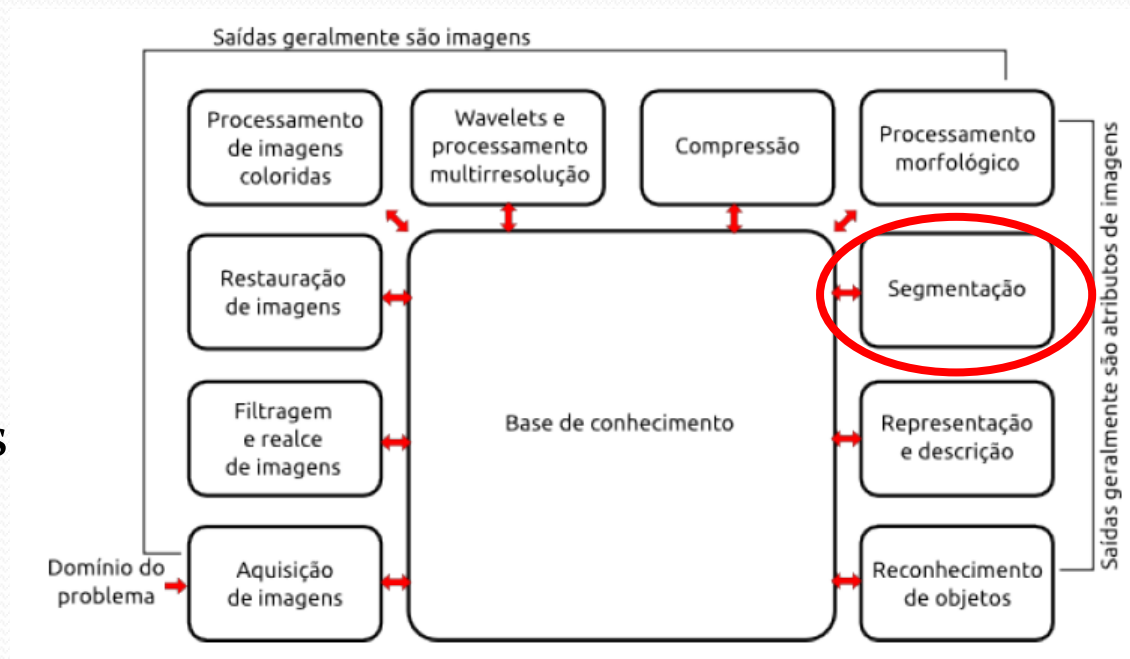 Saídas geralmente são imagens
Processamento
de imagens
coloridas
Wavelets e
processamento
multirresolução
Compressão
Processamento
morfológico
Restauração
de imagens
Segmentação
Filtragem
e realce
de imagens
Base de conhecimento
Representação
e descrição
Domínio do
problema
Aquisição
de imagens
Reconhecimento
de objetos
Saídas geralmente são atributos de imagens
s